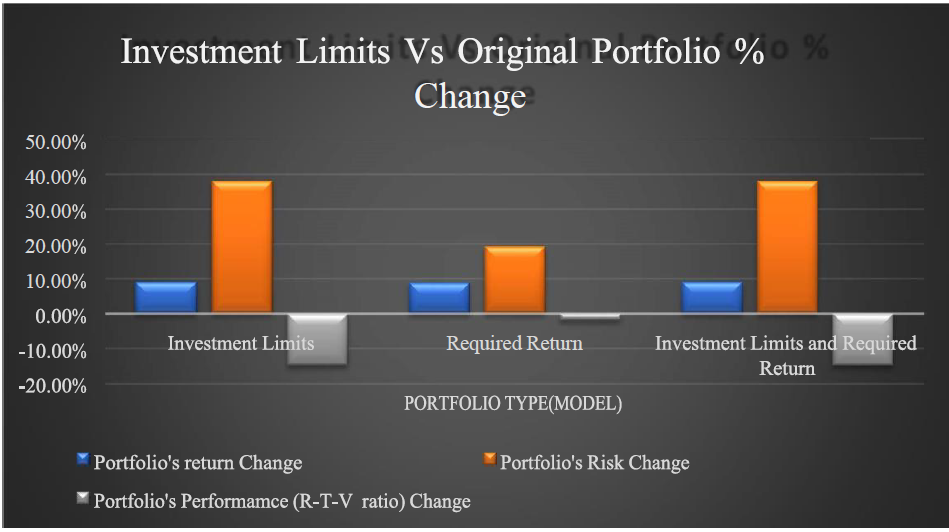 Investment Limits Vs Original Portfolio %
Change
50.00%
40.00%
30.00%
20.00%
10.00%
0.00%
-10.00%
-20.00%
Investment Limits
Required Return
Investment Limits and Required
Return
PORTFOLIO TYPE(MODEL)
Portfolio's return Change
Portfolio's Risk Change
Portfolio's Performamce (R-T-V ratio) Change